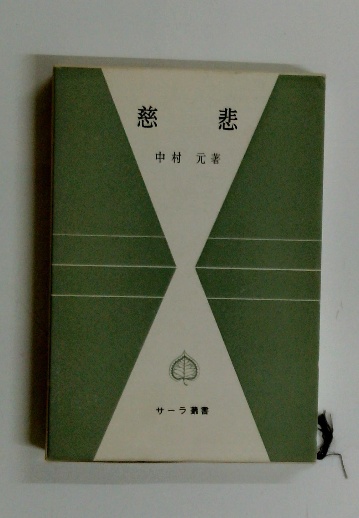 慈悲
中村 元著
サーラ叢書